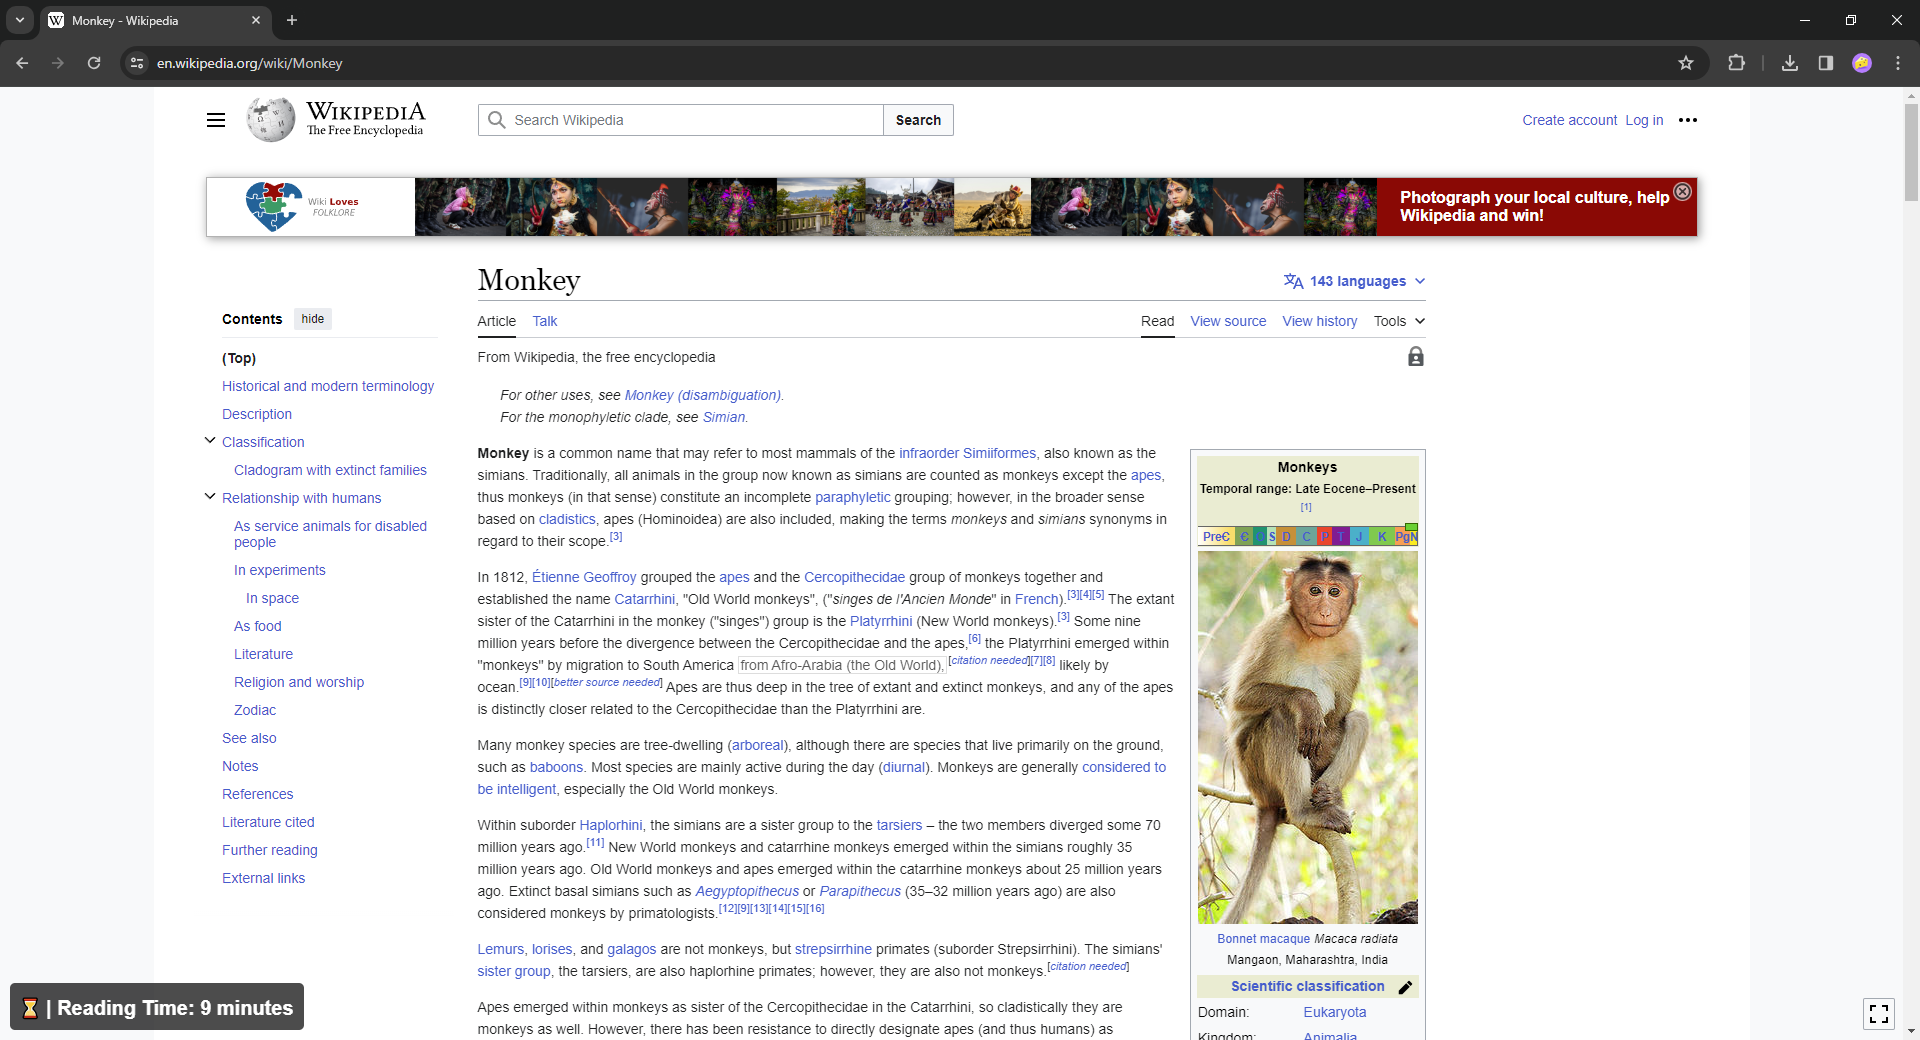 Monkey - Wikipedia
en.wikipedia.org/wiki/Monkey
WIKIPEDIA
The Free Encyclopedia
Search Wikipedia
Search
Create account Log in
Wiki Loves
FOLKLORE
Photograph your local culture, help
Wikipedia and win!
Monkey
143 languages
Article Talk
Read View source View history Tools
From Wikipedia, the free encyclopedia
Contents hide
(Top)
Historical and modern terminology
Description
Classification
Cladogram with extinct families
Relationship with humans
As service animals for disabled
people
In experiments
In space
As food
Literature
Religion and worship
Zodiac
See also
Notes
References
Literature cited
Further reading
External links
For other uses, see Monkey (disambiguation).
For the monophyletic clade, see Simian.
Monkey is a common name that may refer to most mammals of the infraorder Simiiformes, also known as the
simians. Traditionally, all animals in the group now known as simians are counted as monkeys except the apes,
thus monkeys (in that sense) constitute an incomplete paraphyletic grouping; however, in the broader sense
based on cladistics, apes (Hominoidea) are also included, making the terms monkeys and simians synonyms in
regard to their scope.[3]
In 1812, Étienne Geoffroy grouped the apes and the Cercopithecidae group of monkeys together and
established the name Catarrhini, "Old World monkeys", ("singes de l'Ancien Monde" in French).[3][4][5] The extant
sister of the Catarrhini in the monkey ("singes") group is the Platyrrhini (New World monkeys).[3] Some nine
million years before the divergence between the Cercopithecidae and the apes,[6] the Platyrrhini emerged within
"monkeys" by migration to South America from Afro-Arabia (the Old World),[citation needed][7][8] likely by
ocean.[9][10][better source needed] Apes are thus deep in the tree of extant and extinct monkeys, and any of the apes
is distinctly closer related to the Cercopithecidae than the Platyrrhini are.
Many monkey species are tree-dwelling (arboreal), although there are species that live primarily on the ground,
such as baboons. Most species are mainly active during the day (diurnal). Monkeys are generally considered to
be intelligent, especially the Old World monkeys.
Within suborder Haplorhini, the simians are a sister group to the tarsiers – the two members diverged some 70
million years ago.[11] New World monkeys and catarrhine monkeys emerged within the simians roughly 35
million years ago. Old World monkeys and apes emerged within the catarrhine monkeys about 25 million years
ago. Extinct basal simians such as Aegyptopithecus or Parapithecus (35–32 million years ago) are also
considered monkeys by primatologists.[12][9][13][14][15][16]
Lemurs, lorises, and galagos are not monkeys, but strepsirrhine primates (suborder Strepsirrhini). The simians'
sister group, the tarsiers, are also haplorhine primates; however, they are also not monkeys.[citation needed]
Apes emerged within monkeys as sister of the Cercopithecidae in the Catarrhini, so cladistically they are
monkeys as well. However, there has been resistance to directly designate apes (and thus humans) as
Monkeys
Temporal range: Late Eocene–Present
[1]
PreЄ Є O S D C P T J K PgN
Bonnet macaque Macaca radiata
Mangaon, Maharashtra, India
Scientific classification
Domain: Eukaryota
Kingdom: Animalia
⏳ | Reading Time: 9 minutes